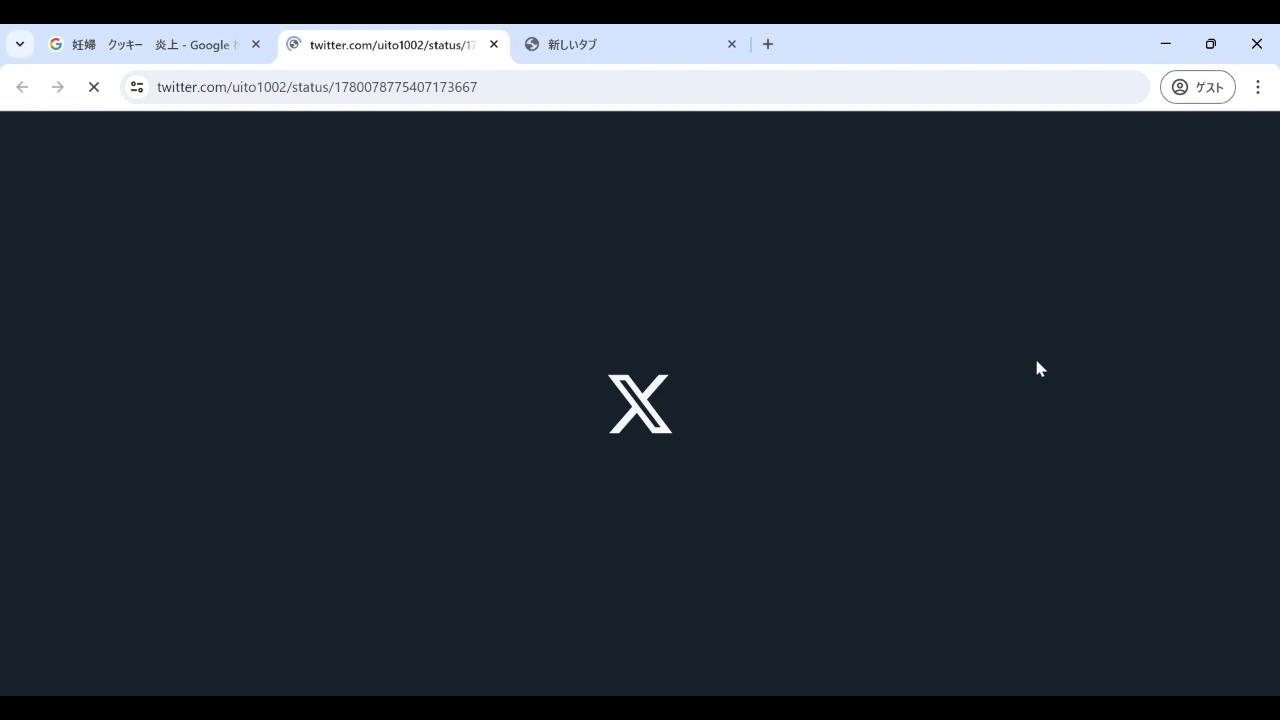 妊婦 クッキー 炎上 - Google
twitter.com/uito1002/status/17
新しいタブ
twitter.com/uito1002/status/1780078775407173667
ゲスト